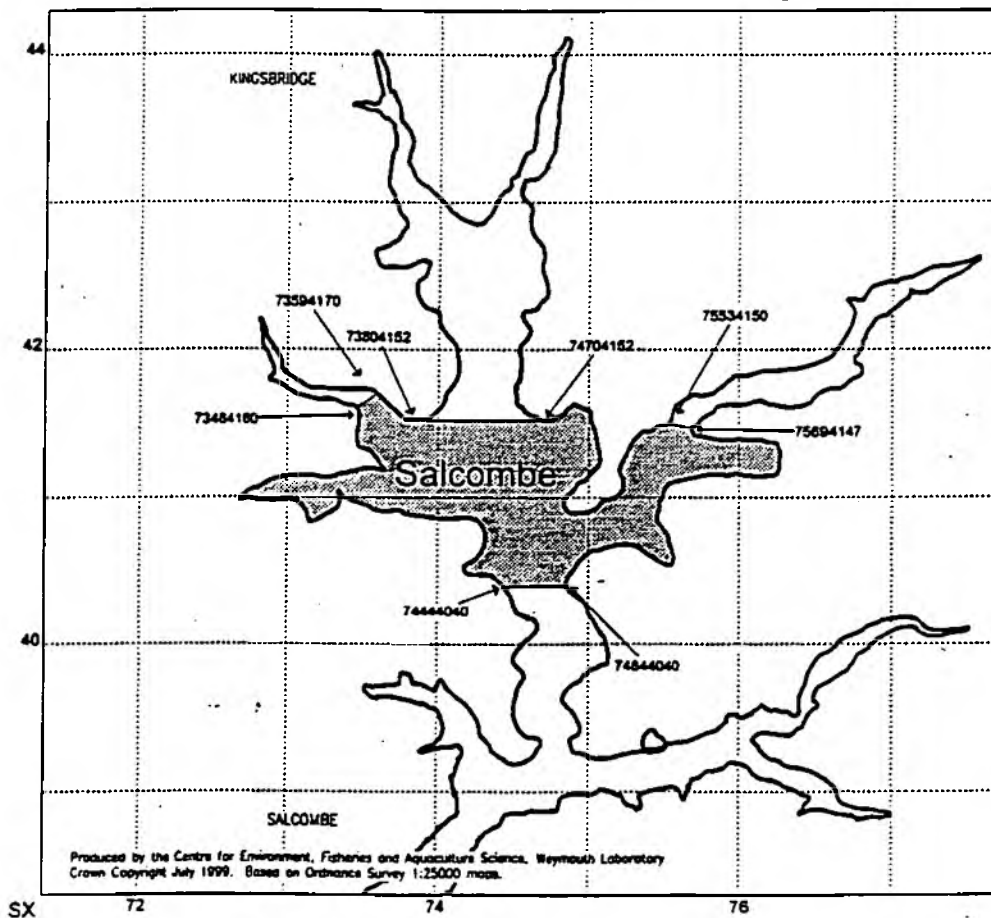 44
KINGSBRIDGE
73594170
75534150
42
73804152
74704152
73484160
75694147
Salcombe
74444040
40
74844040
SALCOMBE
Produced by the Centre for Environment, Fisheries and Aquaculture Science, Weymouth Laboratory
Crown Copyright July 1999. Based on Ordnance Survey 1:25000 maps.
SX
72
74
76